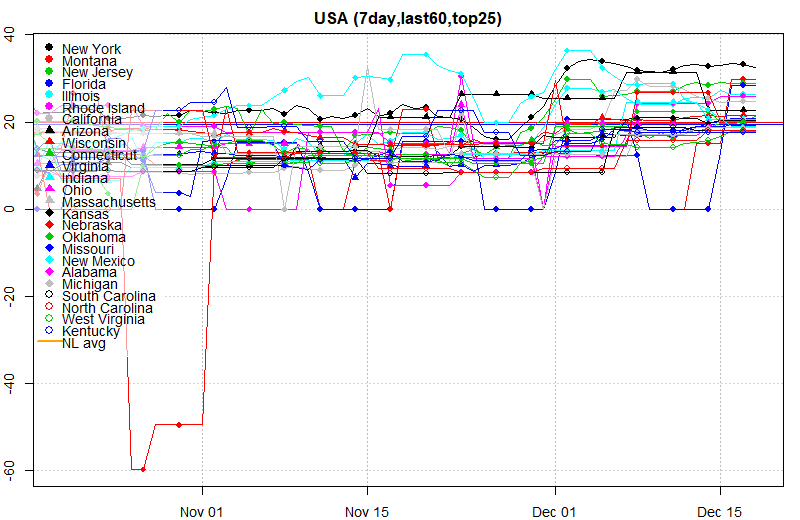 USA (7day,last60,top25)
40
20
0
-20
-40
-60
New York
Montana
New Jersey
Florida
Illinois
Rhode Island
California
Arizona
Wisconsin
Connecticut
Virginia
Indiana
Ohio
Massachusetts
Kansas
Nebraska
Oklahoma
Missouri
New Mexico
Alabama
Michigan
South Carolina
North Carolina
West Virginia
Kentucky
NL avg
Nov 01
Nov 15
Dec 01
Dec 15